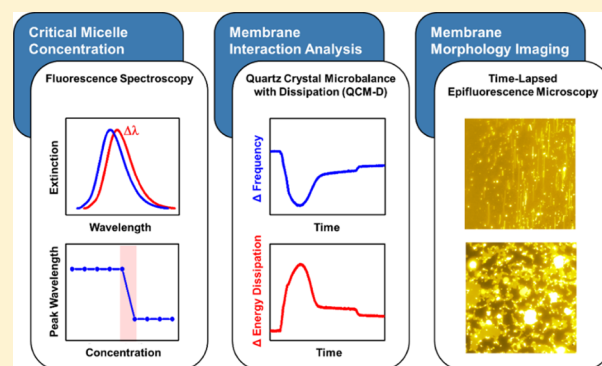 Critical Micelle
Concentration
Fluorescence Spectroscopy
Δλ
Extinction
Wavelength
Peak Wavelength
Concentration
Membrane
Interaction Analysis
Quartz Crystal Microbalance
with Dissipation (QCM-D)
Δ Frequency
Time
Δ Energy Dissipation
Time
Membrane
Morphology Imaging
Time-Lapsed
Epifluorescence Microscopy